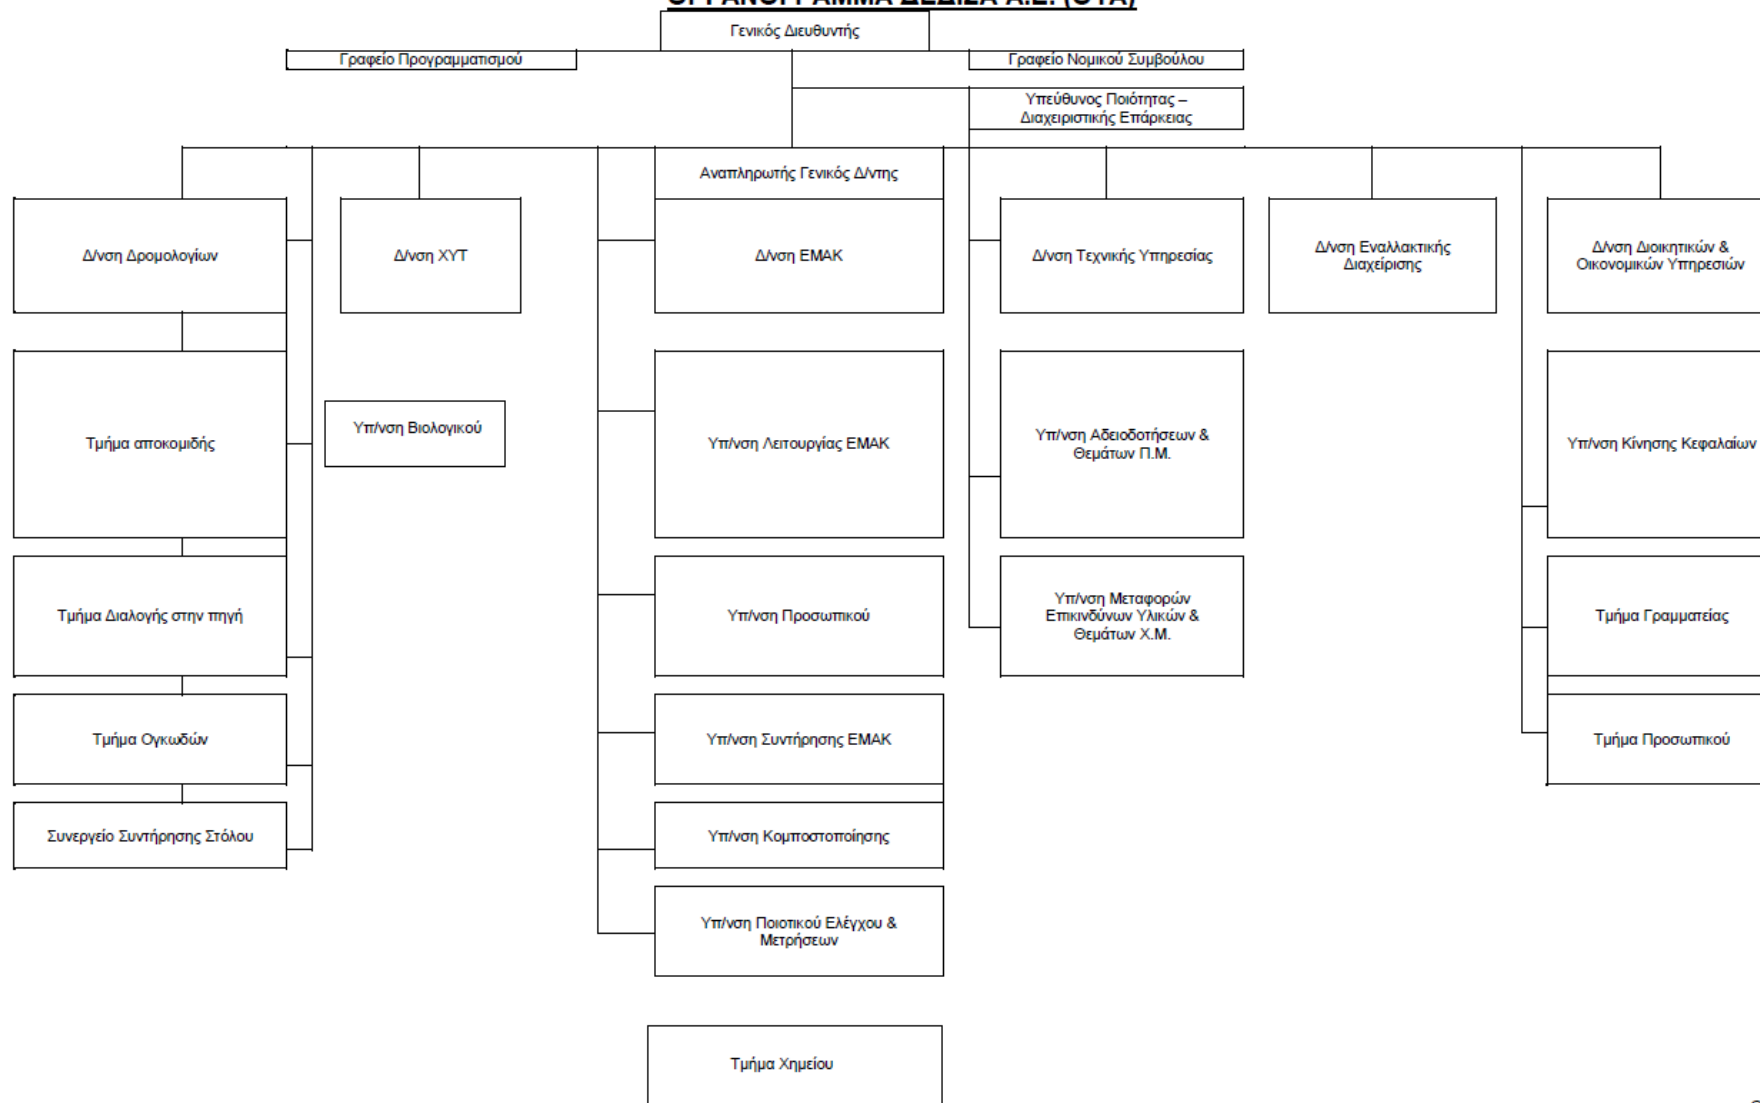 ΟΡΓΑΝΟΓΡΑΜΜΑ ΔΕΔΙΣΑ Α.Ε. (ΟΤΑ)
Γενικός Διευθυντής
Γραφείο Προγραμματισμού
Γραφείο Νομικού Συμβούλου
Υπεύθυνος Ποιότητας –
Διαχειριστικής Επάρκειας
Αναπληρωτής Γενικός Δ/ντης
Δ/νση Δρομολογίων
Δ/νση ΧΥΤ
Δ/νση ΕΜΑΚ
Δ/νση Τεχνικής Υπηρεσίας
Δ/νση Εναλλακτικής
Διαχείρισης
Δ/νση Διοικητικών &
Οικονομικών Υπηρεσιών
Τμήμα αποκομιδής
Υπ/νση Βιολογικού
Υπ/νση Λειτουργίας ΕΜΑΚ
Υπ/νση Αδειοδοτήσεων &
Θεμάτων Π.Μ.
Υπ/νση Κίνησης Κεφαλαίων
Τμήμα Διαλογής στην πηγή
Υπ/νση Προσωπικού
Υπ/νση Μεταφορών
Επικινδύνων Υλικών &
Θεμάτων Χ.Μ.
Τμήμα Γραμματείας
Τμήμα Ογκωδών
Υπ/νση Συντήρησης ΕΜΑΚ
Τμήμα Προσωπικού
Συνεργείο Συντήρησης Στόλου
Υπ/νση Κομποστοποίησης
Υπ/νση Ποιοτικού Ελέγχου &
Μετρήσεων
Τμήμα Χημείου